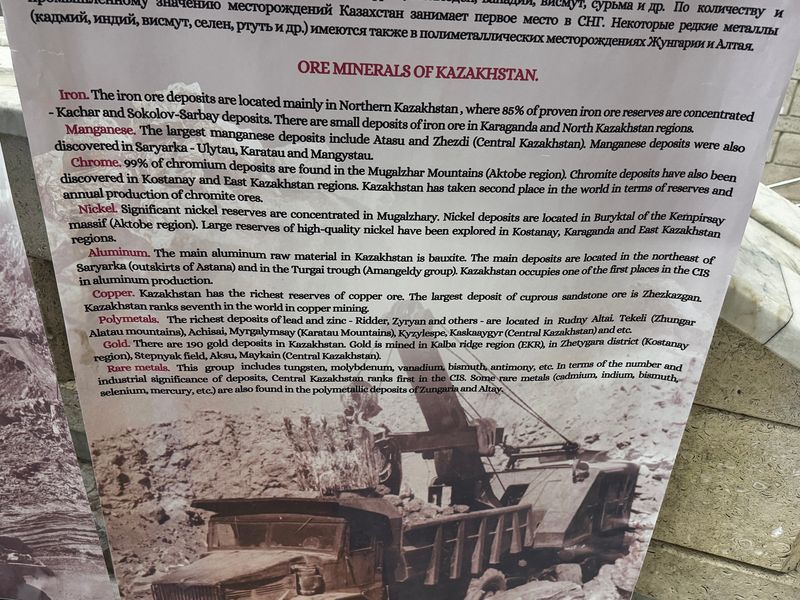 значению месторождений Казахстан занимает первое место в СНГ. Некоторые редкие металлы
висмут, сурьма и др. По количеству и
(кадмий, индий, висмут, селен, ртуть и др.) имеются также в полиметаллических месторождениях Жунгарии и Алтая.
ORE MINERALS OF KAZAKHSTAN.
Iron. The iron ore deposits are located mainly in Northern Kazakhstan , where 85% of proven iron ore reserves are concentrated
- Kachar and Sokolov-Sarbay deposits. There are small deposits of iron ore in Karaganda and North Kazakhstan regions.
Manganese. The largest manganese deposits include Atasu and Zhezdi (Central Kazakhstan). Manganese deposits were also
discovered in Saryarka - Ulytau, Karatau and Mangystau.
Chrome. 99% of chromium deposits are found in the Mugalzhar Mountains (Aktobe region). Chromite deposits have also been
discovered in Kostanay and East Kazakhstan regions. Kazakhstan has taken second place in the world in terms of reserves and
annual production of chromite ores.
Nickel. Significant nickel reserves are concentrated in Mugalzhary. Nickel deposits are located in Buryktal of the Kempirsay
massif (Aktobe region). Large reserves of high-quality nickel have been explored in Kostanay, Karaganda and East Kazakhstan
regions.
Aluminum. The main aluminum raw material in Kazakhstan is bauxite. The main deposits are located in the northeast of
Saryarka (outskirts of Astana) and in the Turgai trough (Amangeldy group). Kazakhstan occupies one of the first places in the CIS
in aluminum production.
Copper. Kazakhstan has the richest reserves of copper ore. The largest deposit of cuprous sandstone ore is Zhezkazgan.
Kazakhstan ranks seventh in the world in copper mining.
Polymetals. The richest deposits of lead and zinc - Ridder, Zyryan and others - are located in Rudny Altai. Tekeli (Zhungar
Alatau mountains), Achisai, Myrgalymsay (Karatau Mountains), Kyzylespe, Kaskaaygyr (Central Kazakhstan) and etc.
Gold. There are 190 gold deposits in Kazakhstan. Gold is mined in Kalba ridge region (EKR), in Zhetygara district (Kostanay
region), Stepnyak field, Aksu, Maykain (Central Kazakhstan).
Rare metals. This group includes tungsten, molybdenum, vanadium, bismuth, antimony, etc. In terms of the number and
industrial significance of deposits, Central Kazakhstan ranks first in the CIS. Some rare metals (cadmium, indium, bismuth,
selenium, mercury, etc.) are also found in the polymetallic deposits of Zungaria and Altay.